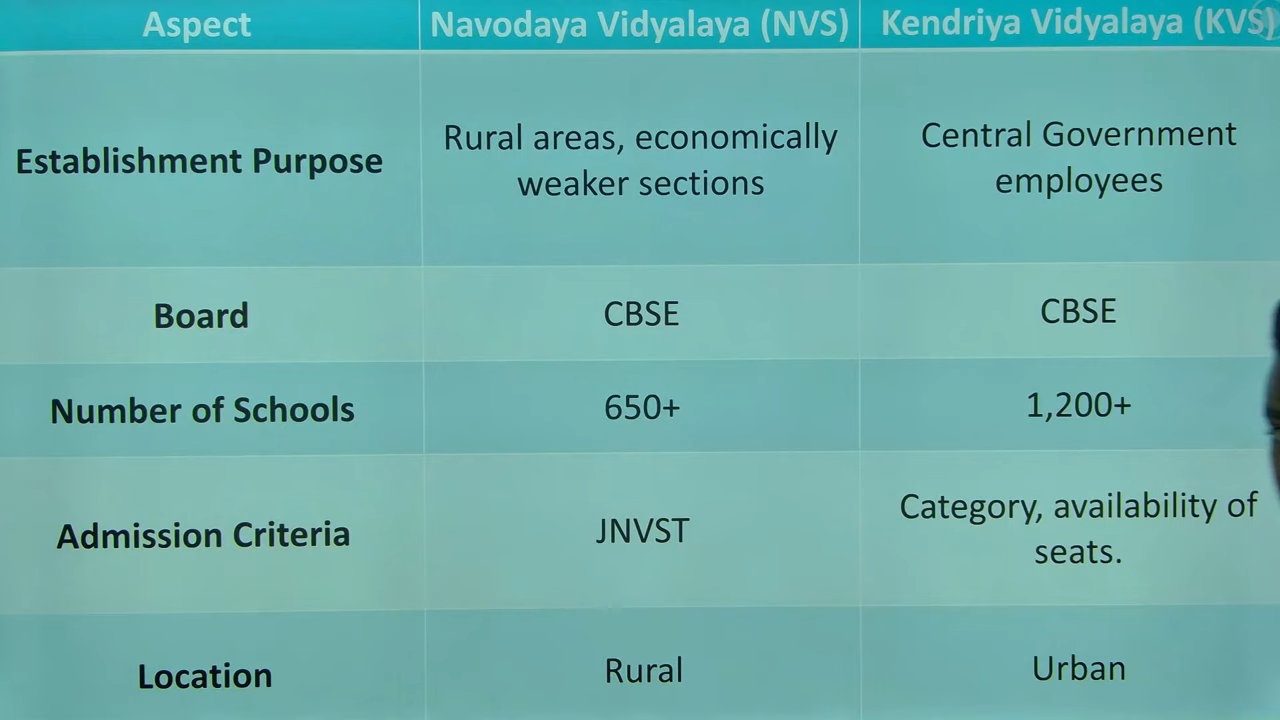 Aspect
Navodaya Vidyalaya (NVS)
Kendriya Vidyalaya (KVS)
Establishment Purpose
Rural areas, economically
weaker sections
Central Government
employees
Board
CBSE
CBSE
Number of Schools
650+
1,200+
Admission Criteria
JNVST
Category, availability of
seats.
Location
Rural
Urban